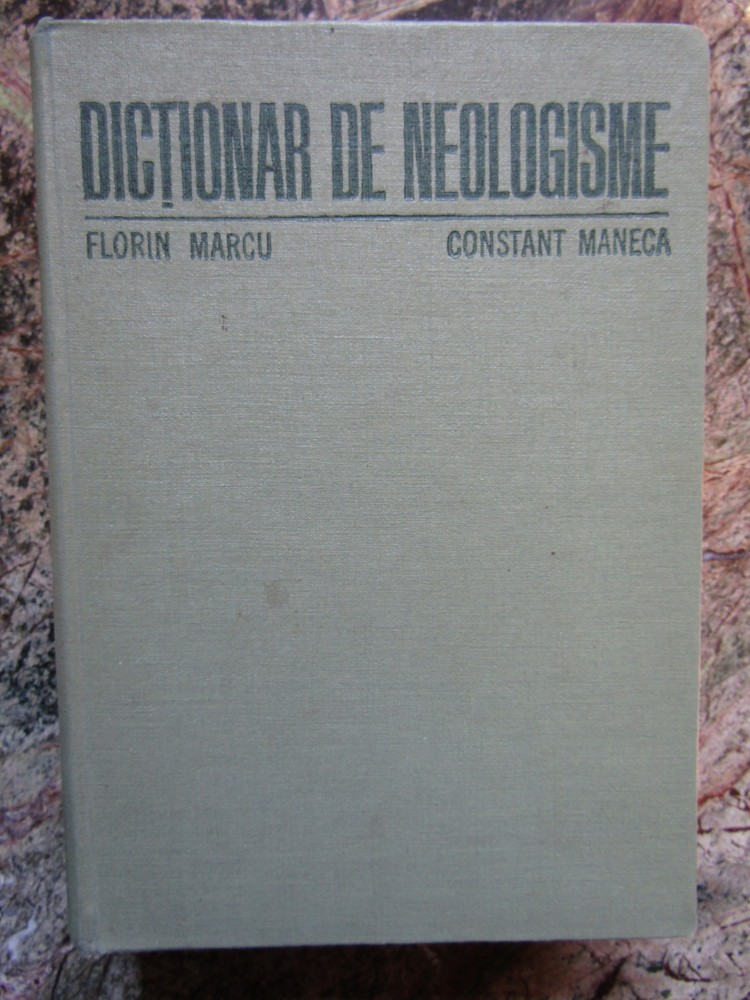 DICȚIONAR DE NEOLOGISME
FLORIN MARCU CONSTANT MANECA